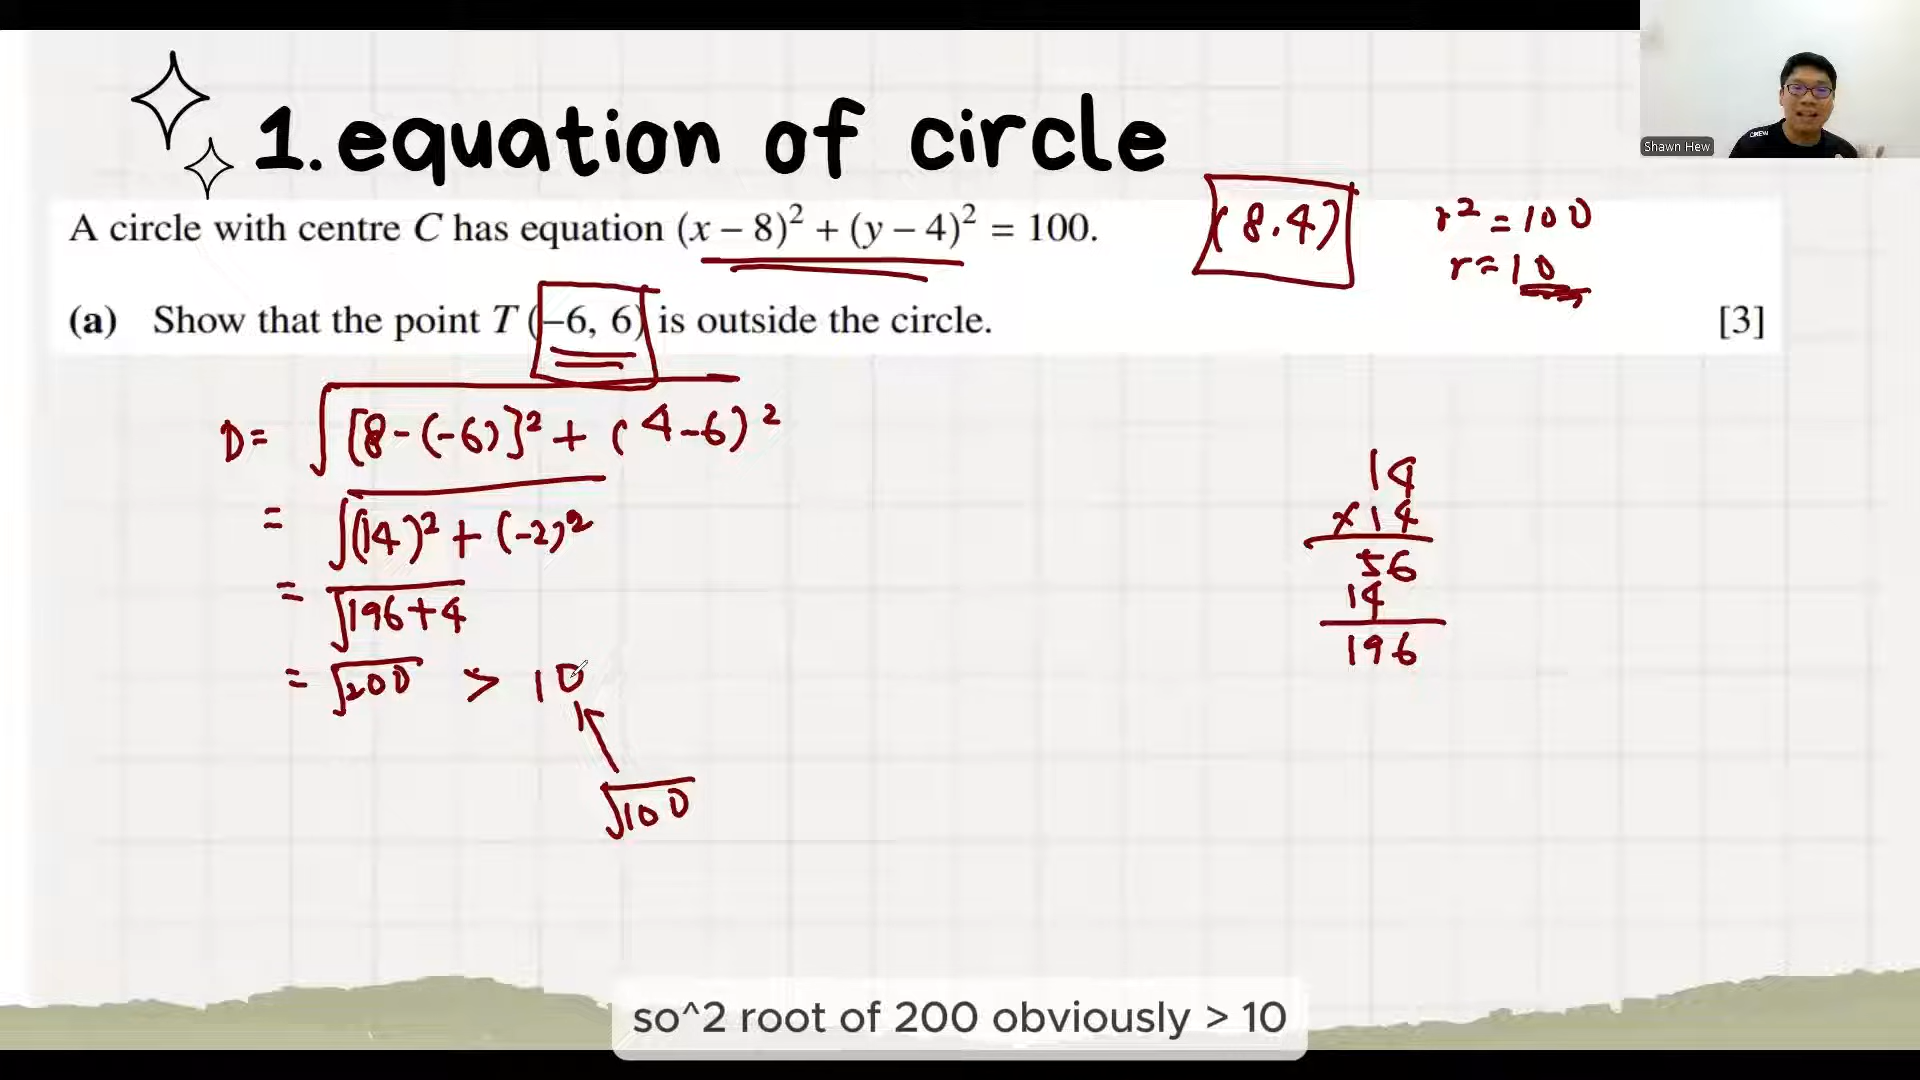 1. equation of circle
Shawn Hew
A circle with centre C has equation (x − 8)² + (y − 4)² = 100.
(8.4)
r² = 100
r = 10
(a) Show that the point T (−6, 6) is outside the circle. [3]
D = √[8-(-6)]² + (4-6)²
= √(14)² + (-2)²
= √196+4
= √200 > 10
√100
14
×14
56
14
196
so^2 root of 200 obviously > 10